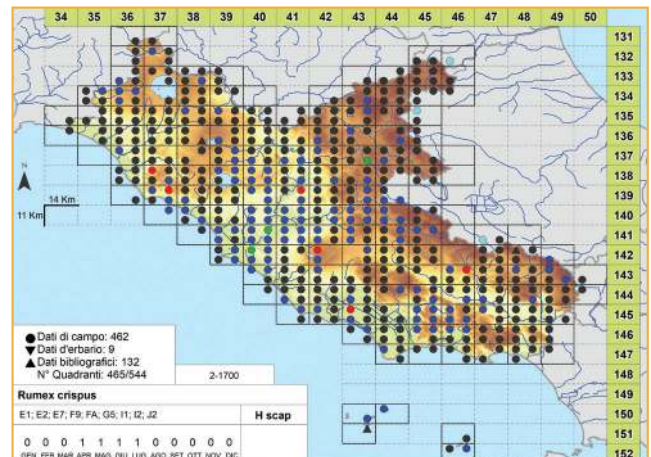 34 35 36 37 38 39 40 41 42 43 44 45 46 47 48 49 50
131
132
133
134
135
136
137
N
138
139
14 Km
11 Km
140
141
142
143
144
145
Dati di campo: 462
146
Dati d'erbario: 9
Dati bibliografici: 132
147
N° Quadranti: 465/544 2-1700
148
Rumex crispus
149
E1; E2; E7; F9; FA; G5; I1; I2; J2 H scap
150
151
0 0 0 1 1 1 1 0 0 0 0 0
GEN FEB MAR APR MAG GIU LUG AGO SET OTT NOV DIC
152